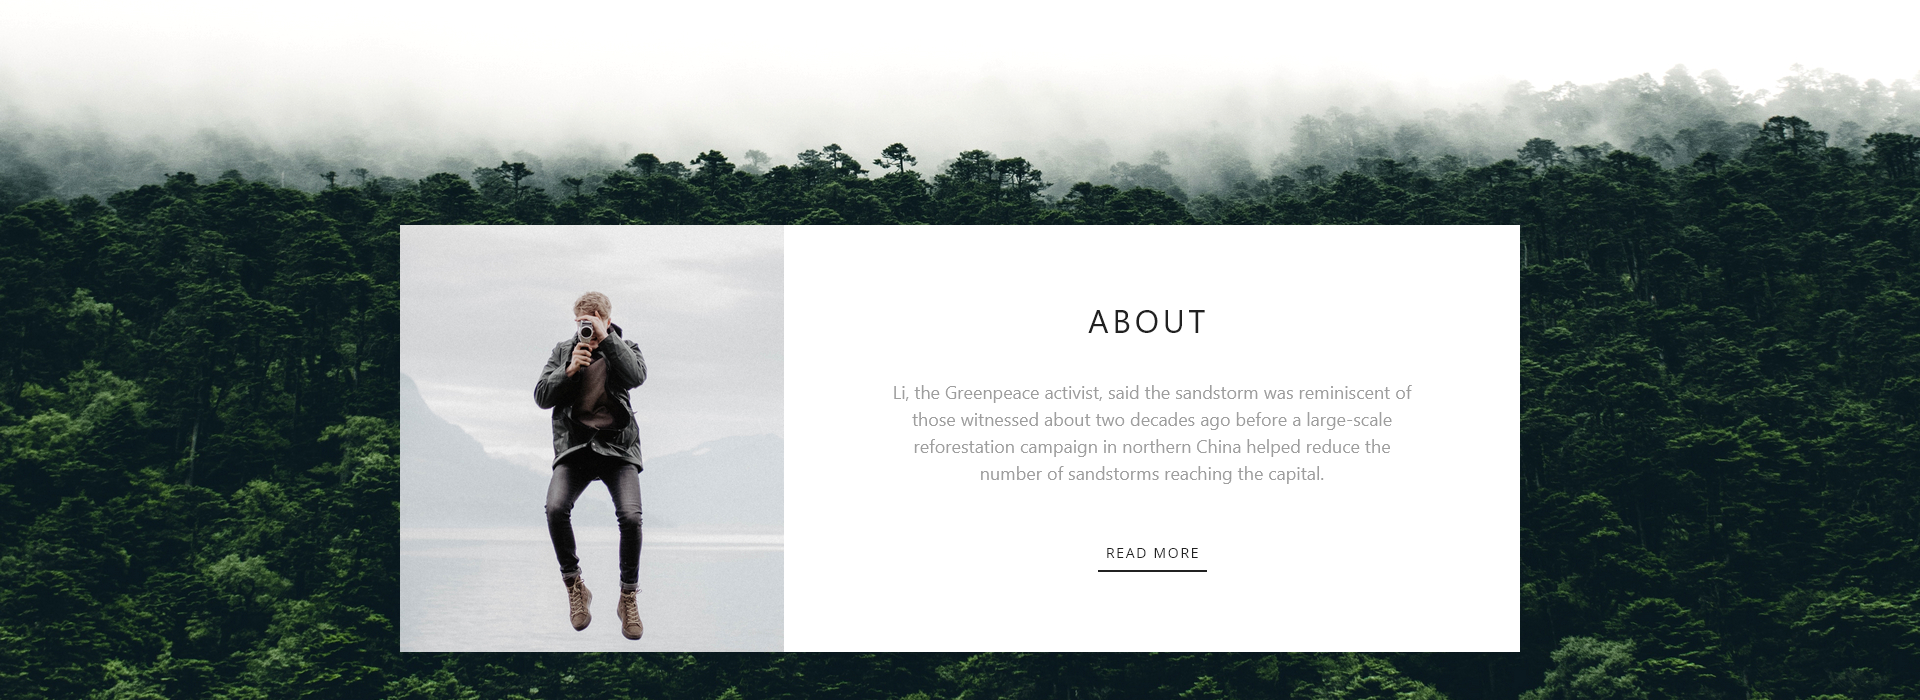 ABOUT
Li, the Greenpeace activist, said the sandstorm was reminiscent of
those witnessed about two decades ago before a large-scale
reforestation campaign in northern China helped reduce the
number of sandstorms reaching the capital.
READ MORE